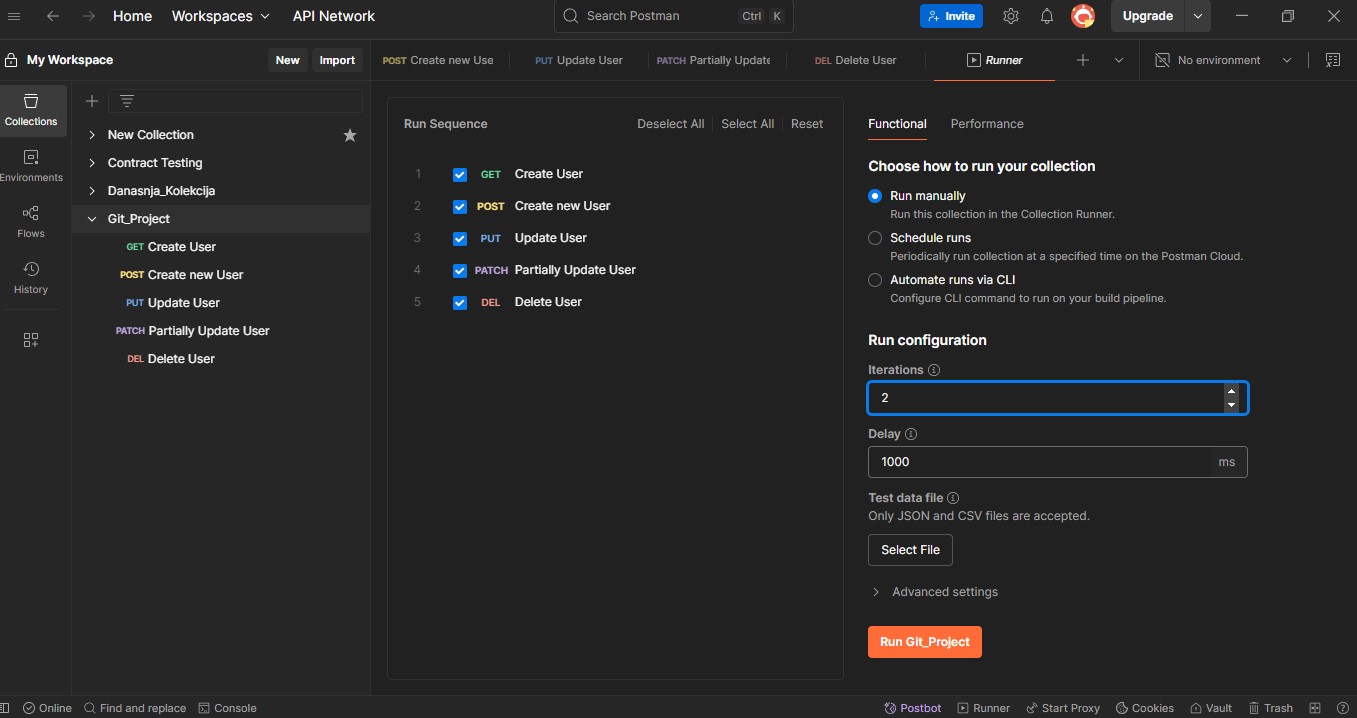 Home Workspaces API Network Search Postman Ctrl K Invite Upgrade
My Workspace New Import POST Create new Use PUT Update User PATCH Partially Update DEL Delete User Runner No environment
Collections
Environments
Flows
History
New Collection
Contract Testing
Danasnja_Kolekcija
Git_Project
GET Create User
POST Create new User
PUT Update User
PATCH Partially Update User
DEL Delete User
Run Sequence Deselect All Select All Reset
1 GET Create User
2 POST Create new User
3 PUT Update User
4 PATCH Partially Update User
5 DEL Delete User
Functional Performance
Choose how to run your collection
Run manually
Run this collection in the Collection Runner.
Schedule runs
Periodically run collection at a specified time on the Postman Cloud.
Automate runs via CLI
Configure CLI command to run on your build pipeline.
Run configuration
Iterations
2
Delay
1000 ms
Test data file
Only JSON and CSV files are accepted.
Select File
Advanced settings
Run Git_Project
Online Find and replace Console Postbot Runner Start Proxy Cookies Vault Trash